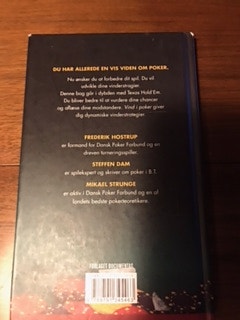 DU HAR ALLEREDE EN VIS VIDEN OM POKER.
Nu ønsker du at forbedre dit spil. Du vil
udvikle dine vinderstrategier.
Denne bog går i dybden med Texas Hold'Em.
Du bliver bedre til at vurdere dine chancer
og aflæse dine modstandere. Vind i poker giver
dig dynamiske vinderstrategier
FREDERIK HOSTRUP
er formand for Dansk Poker Forbund og en
drøven turneringsspiller.
STEFFEN DAM
er spilekspert og skriver om poker i B.T.
MIKAEL STRUNGE
er aktiv i Dansk Poker Forbund og en af
landets bedste pokerteoretikere.
FORLAGET DOCUMENTAS